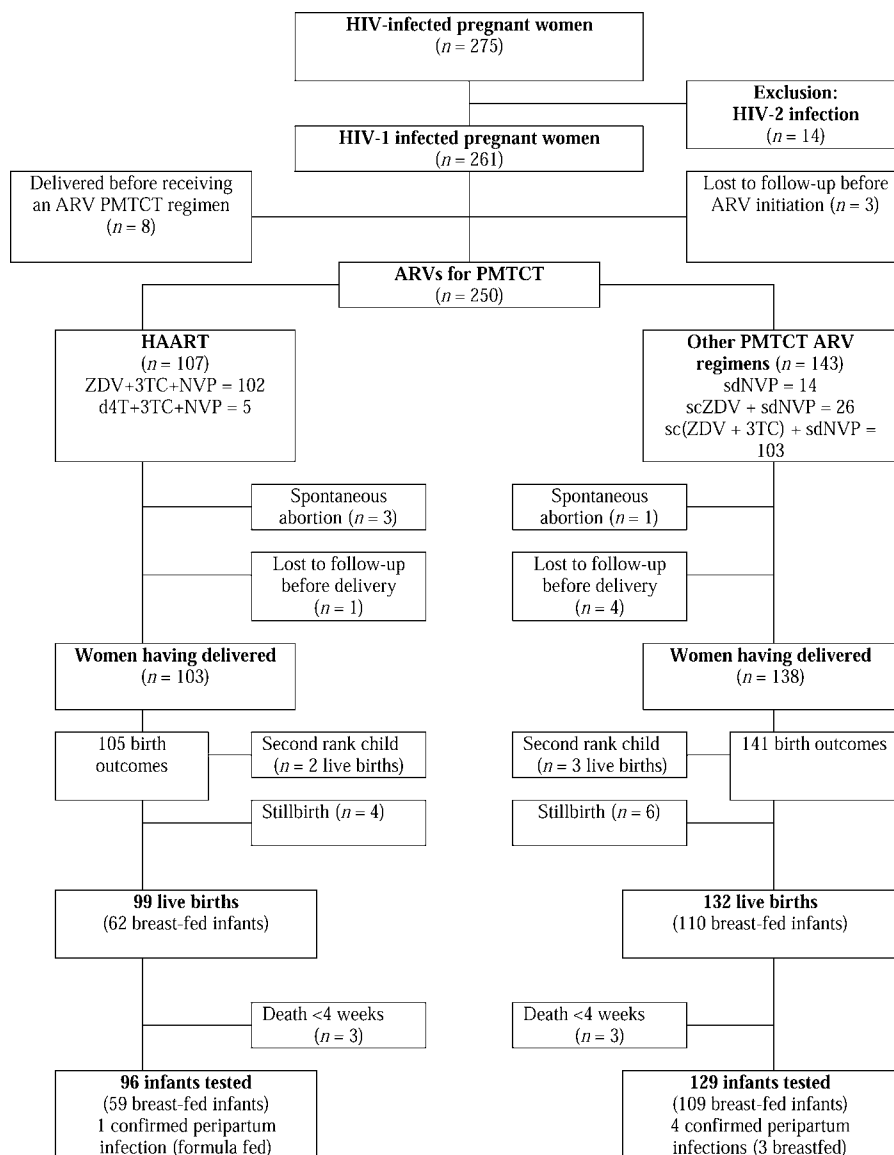 HIV-infected pregnant women
(n = 275)
Exclusion:
HIV-2 infection
(n = 14)
HIV-1 infected pregnant women
(n = 261)
Delivered before receiving
an ARV PMTCT regimen
(n = 8)
Lost to follow-up before
ARV initiation (n = 3)
ARVs for PMTCT
(n = 250)
HAART
(n = 107)
ZDV+3TC+NVP = 102
d4T+3TC+NVP = 5
Other PMTCT ARV
regimens (n = 143)
sdNVP = 14
scZDV + sdNVP = 26
sc(ZDV + 3TC) + sdNVP =
103
Spontaneous
abortion (n = 3)
Spontaneous
abortion (n = 1)
Lost to follow-up
before delivery
(n = 1)
Lost to follow-up
before delivery
(n = 4)
Women having delivered
(n = 103)
Women having delivered
(n = 138)
105 birth
outcomes
Second rank child
(n = 2 live births)
Second rank child
(n = 3 live births)
141 birth outcomes
Stillbirth (n = 4)
Stillbirth (n = 6)
99 live births
(62 breast-fed infants)
132 live births
(110 breast-fed infants)
Death <4 weeks
(n = 3)
Death <4 weeks
(n = 3)
96 infants tested
(59 breast-fed infants)
1 confirmed peripartum
infection (formula fed)
129 infants tested
(109 breast-fed infants)
4 confirmed peripartum
infections (3 breastfed)